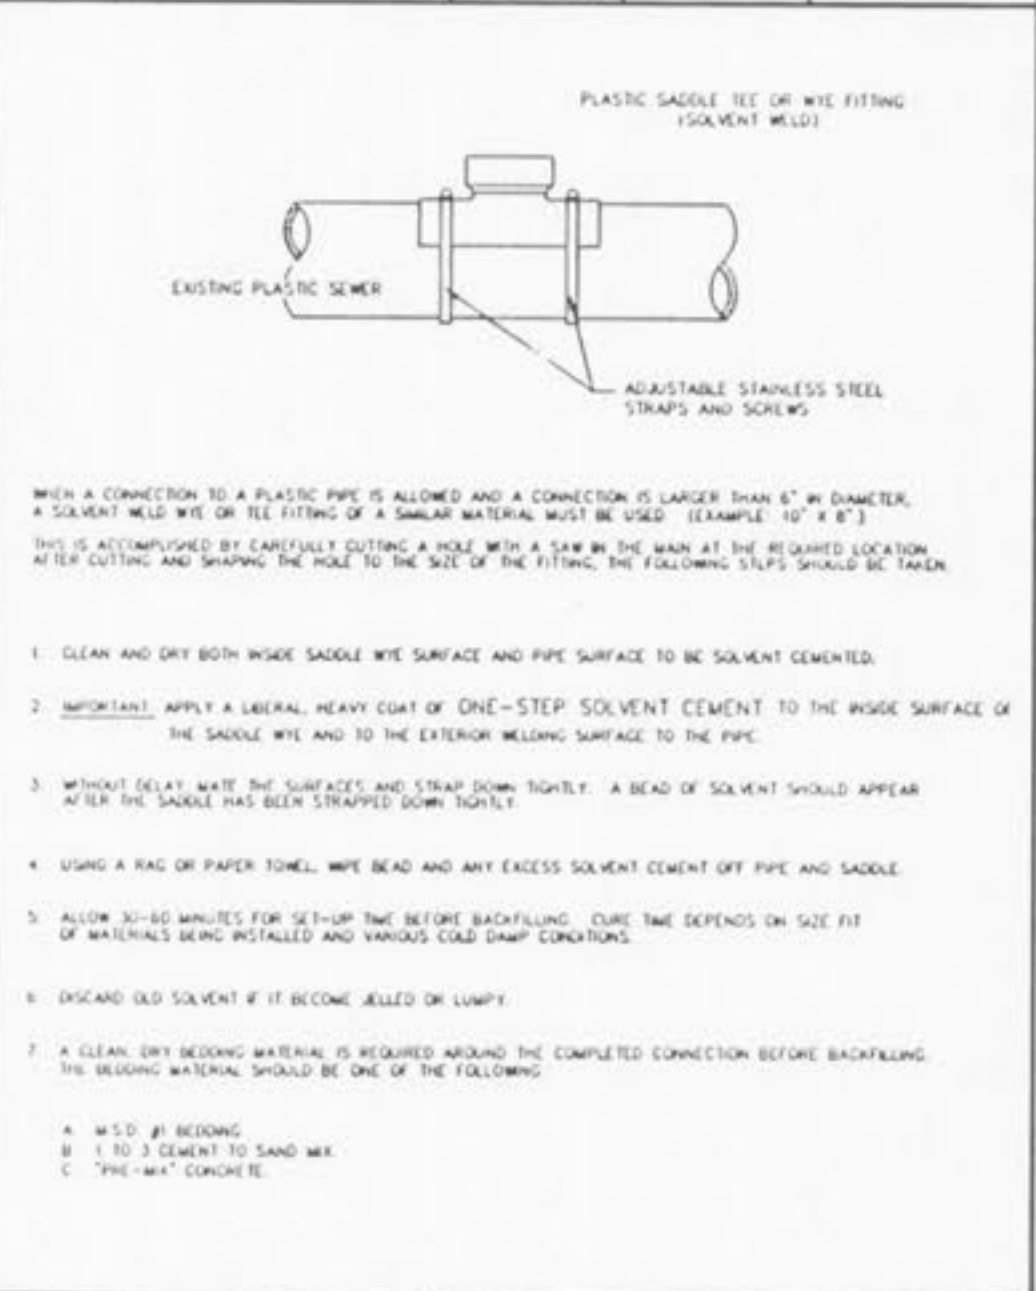 PLASTIC SADDLE TEE OR WYE FITTING
(SOLVENT WELD)
EXISTING PLASTIC SEWER
ADJUSTABLE STAINLESS STEEL
STRAPS AND SCREWS
WHEN A CONNECTION TO A PLASTIC PIPE IS ALLOWED AND A CONNECTION IS LARGER THAN 6" IN DIAMETER,
A SOLVENT WELD WYE OR TEE FITTING OF A SIMILAR MATERIAL MUST BE USED. (EXAMPLE: 10" X 8")
THIS IS ACCOMPLISHED BY CAREFULLY CUTTING A HOLE WITH A SAW IN THE MAIN AT THE REQUIRED LOCATION
AFTER CUTTING AND SHAPING THE HOLE TO THE SIZE OF THE FITTING, THE FOLLOWING STEPS SHOULD BE TAKEN.
1. CLEAN AND DRY BOTH INSIDE SADDLE WYE SURFACE AND PIPE SURFACE TO BE SOLVENT CEMENTED.
2. IMPORTANT: APPLY A LIBERAL, HEAVY COAT OF ONE-STEP SOLVENT CEMENT TO THE INSIDE SURFACE OF
THE SADDLE WYE AND TO THE EXTERIOR WELDING SURFACE TO THE PIPE.
3. WITHOUT DELAY, MATE THE SURFACES AND STRAP DOWN TIGHTLY. A BEAD OF SOLVENT SHOULD APPEAR
AFTER THE SADDLE HAS BEEN STRAPPED DOWN TIGHTLY.
4. USING A RAG OR PAPER TOWEL, WIPE BEAD AND ANY EXCESS SOLVENT CEMENT OFF PIPE AND SADDLE.
5. ALLOW 30-60 MINUTES FOR SET-UP TIME BEFORE BACKFILLING. CURE TIME DEPENDS ON SIZE FIT
OF MATERIALS BEING INSTALLED AND VARIOUS COLD DAMP CONDITIONS.
6. DISCARD OLD SOLVENT IF IT BECOME JELLED OR LUMPY.
7. A CLEAN, DRY BEDDING MATERIAL IS REQUIRED AROUND THE COMPLETED CONNECTION BEFORE BACKFILLING.
THE BEDDING MATERIAL SHOULD BE ONE OF THE FOLLOWING
A. M.S.D. #1 BEDDING
B. 1 TO 3 CEMENT TO SAND MIX.
C. "PRE-MIX" CONCRETE.